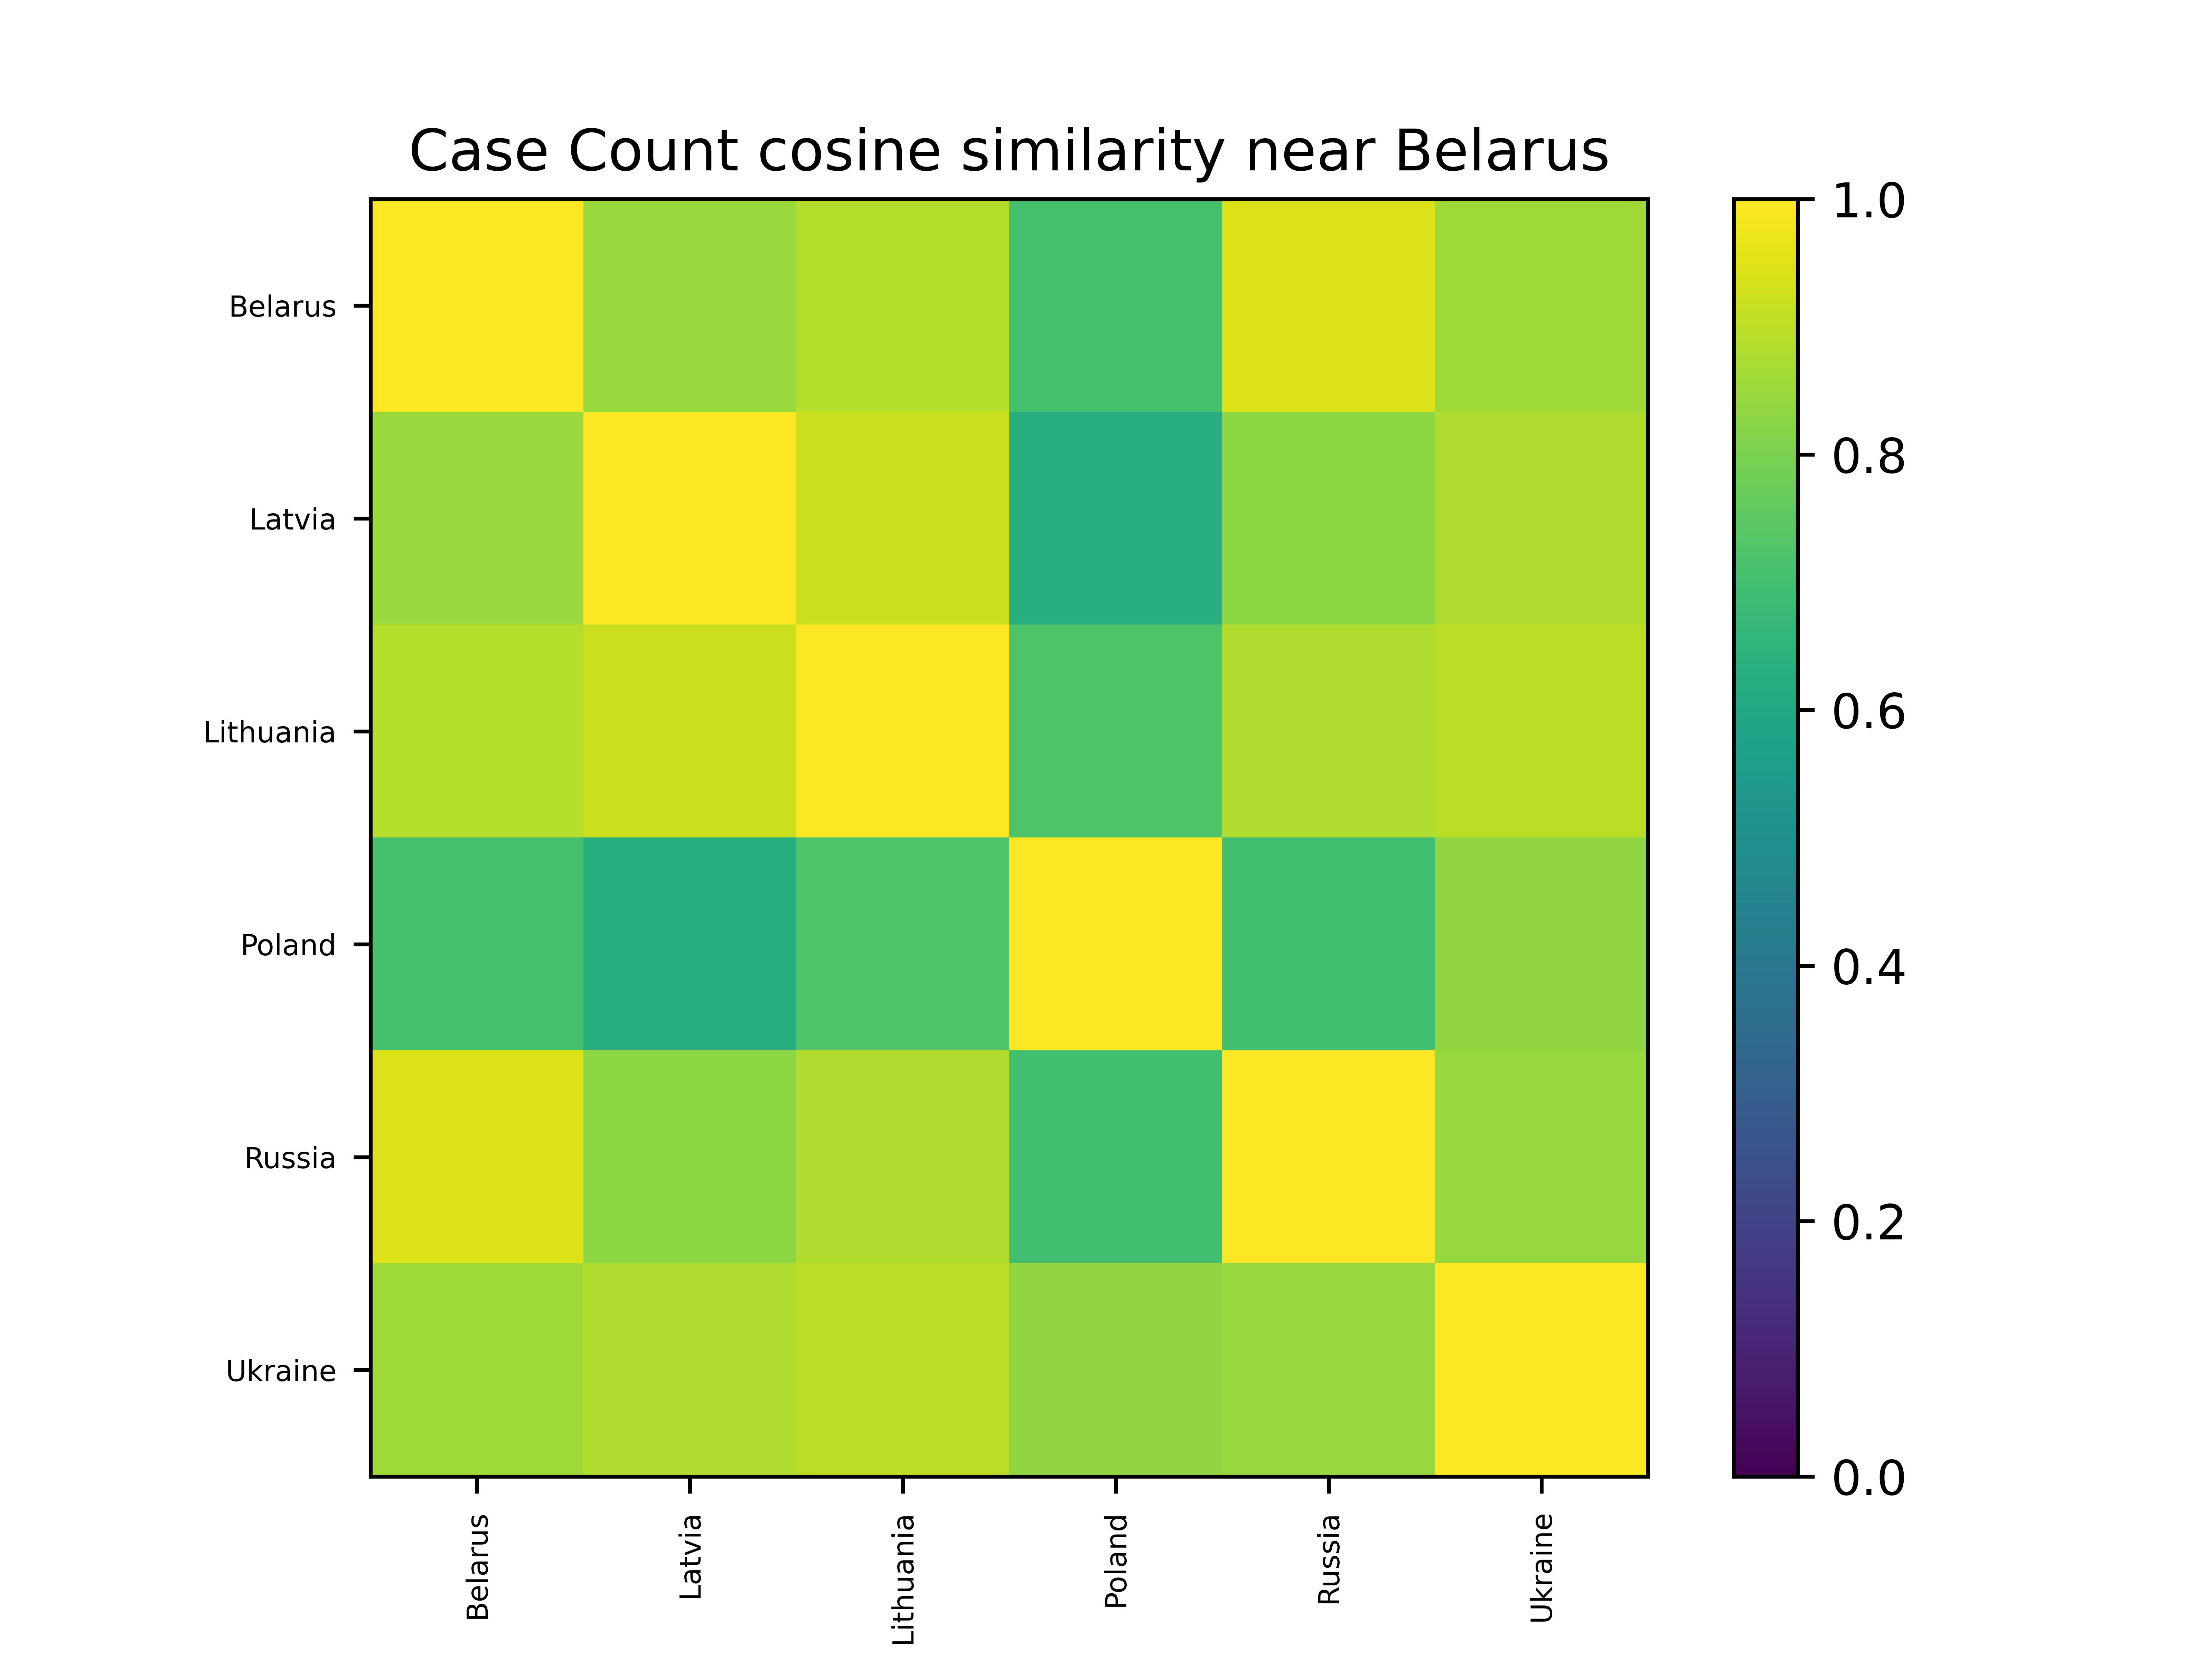 Case Count cosine similarity near Belarus
Belarus
Latvia
Lithuania
Poland
Russia
Ukraine
Belarus
Latvia
Lithuania
Poland
Russia
Ukraine
1.0
0.8
0.6
0.4
0.2
0.0